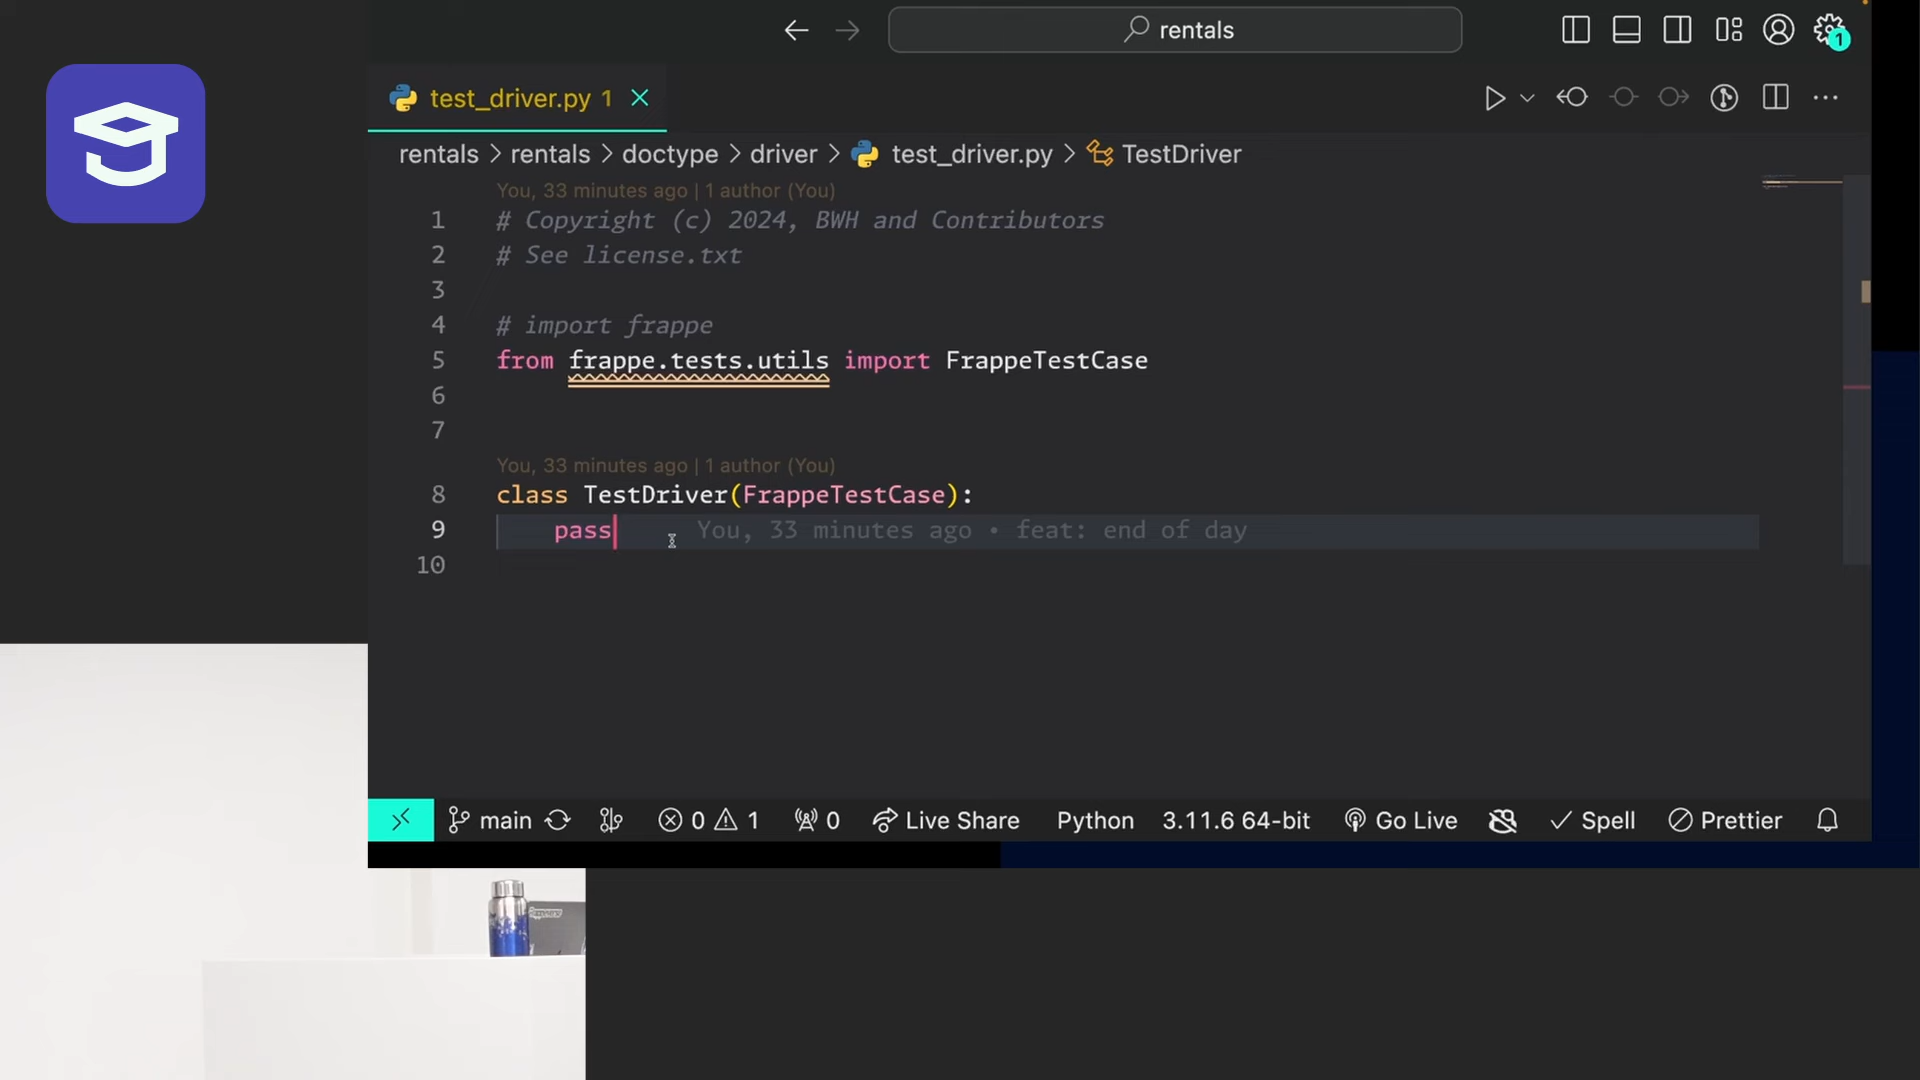 rentals
1
test_driver.py 1
rentals > rentals > doctype > driver > test_driver.py > TestDriver
You, 33 minutes ago | 1 author (You)
1 # Copyright (c) 2024, BWH and Contributors
2 # See license.txt
3
4 # import frappe
5 from frappe.tests.utils import FrappeTestCase
6
7
You, 33 minutes ago | 1 author (You)
8 class TestDriver(FrappeTestCase):
9 pass You, 33 minutes ago • feat: end of day
10
main 0 1 0 Live Share Python 3.11.6 64-bit Go Live Spell Prettier